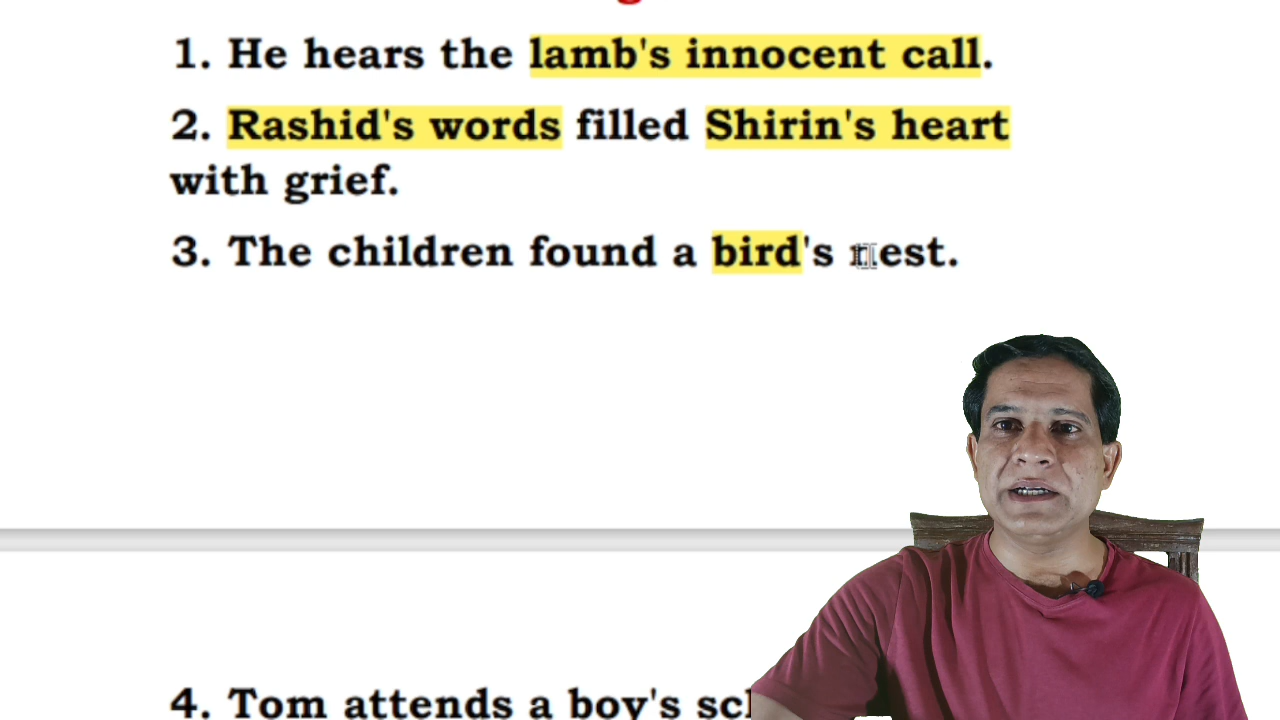 1. He hears the lamb's innocent call.
2. Rashid's words filled Shirin's heart
with grief.
3. The children found a bird's nest.
4. Tom attends a boy's